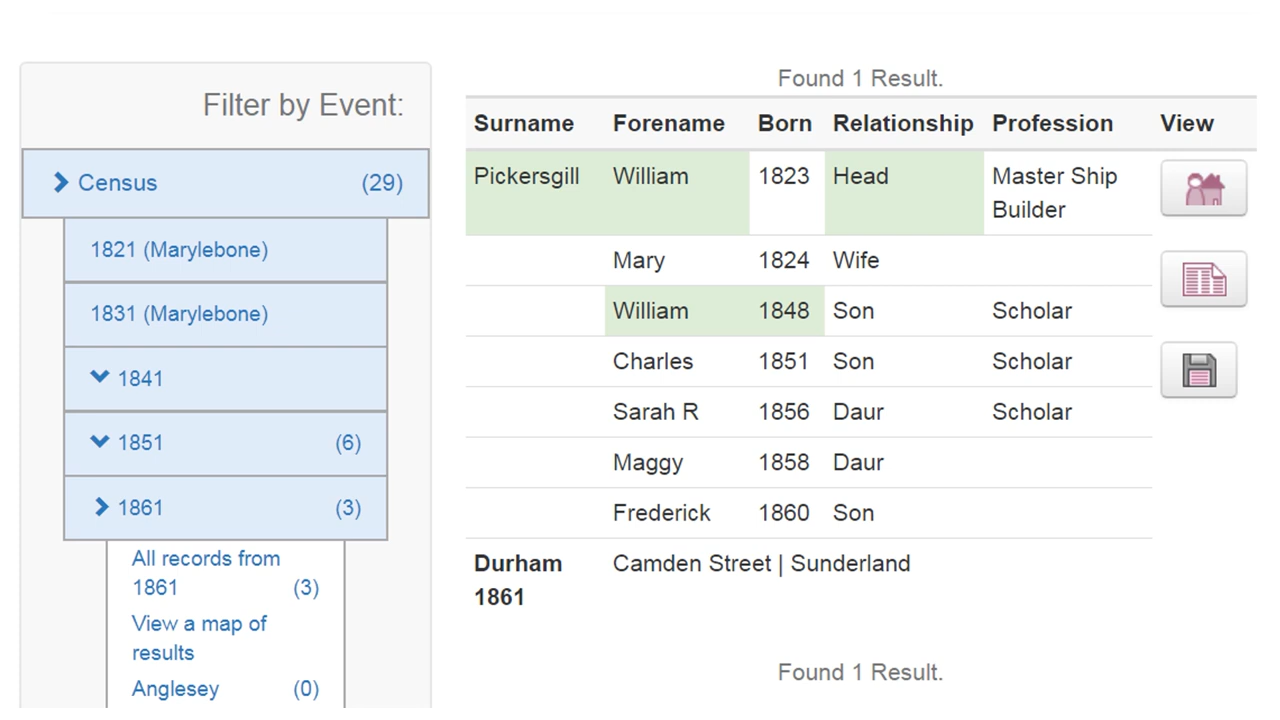 Filter by Event:
Census (29)
1821 (Marylebone)
1831 (Marylebone)
1841
1851 (6)
1861 (3)
All records from
1861 (3)
View a map of
results
Anglesey (0)
Found 1 Result.
Surname Forename Born Relationship Profession View
Pickersgill William 1823 Head Master Ship
Builder
Mary 1824 Wife
William 1848 Son Scholar
Charles 1851 Son Scholar
Sarah R 1856 Daur Scholar
Maggy 1858 Daur
Frederick 1860 Son
Durham Camden Street | Sunderland
1861
Found 1 Result.